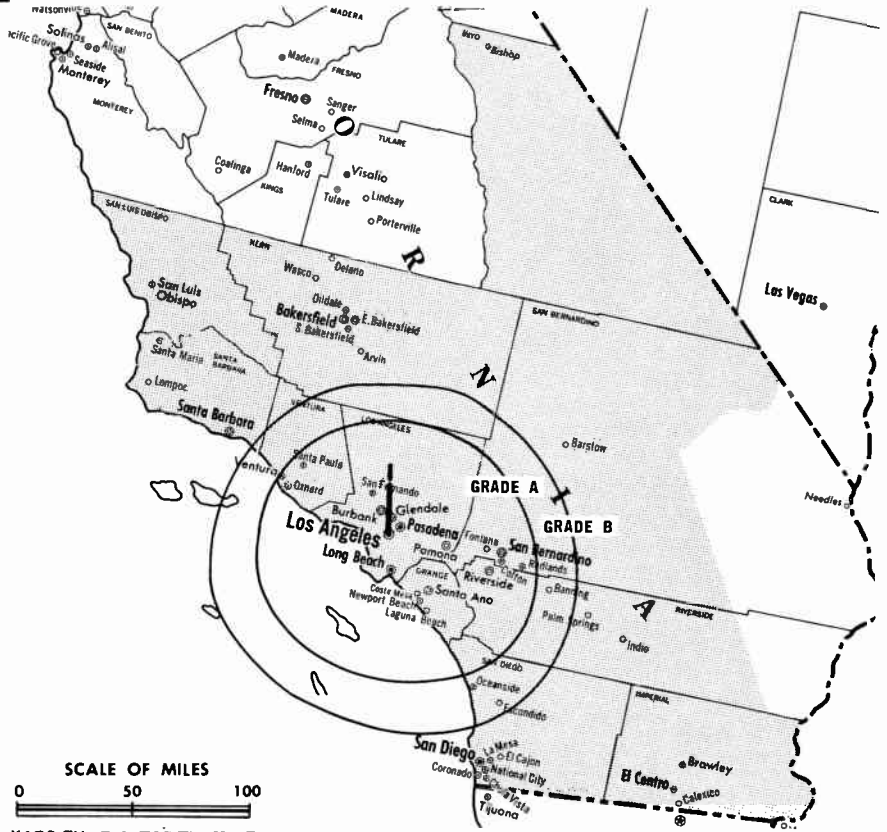 Watsonville
MADERA
SAN BENITO
Salinas
Alisal
Pacific Grove
Seaside
Monterey
MONTEREY
Madera
FRESNO
Fresno
Sanger
Selma
INYO
Bishop
TULARE
Coalinga
Hanford
KINGS
Visalia
Tulare
Lindsay
Porterville
CLARK
Las Vegas
SAN LUIS OBISPO
San Luis
Obispo
KERN
Delano
Wasco
Oildale
Bakersfield
E. Bakersfield
S. Bakersfield
Arvin
R
N
I
A
SAN BERNARDINO
Santa Maria
SANTA
BARBARA
Lompoc
Santa Barbara
VENTURA
LOS ANGELES
Barstow
Needles
Santa Paula
Ventura
Oxnard
San Fernando
GRADE A
GRADE B
Burbank
Glendale
Los Angeles
Pasadena
Pomona
Fontana
San Bernardino
Colton
Redlands
Long Beach
ORANGE
Riverside
Banning
Costa Mesa
Santa Ana
Newport Beach
Laguna Beach
Palm Springs
RIVERSIDE
Indio
SAN DIEGO
Oceanside
Escondido
IMPERIAL
San Diego
La Mesa
El Cajon
Coronado
National City
Chula Vista
Tijuana
Brawley
El Centro
Calexico
SCALE OF MILES
0 50 100